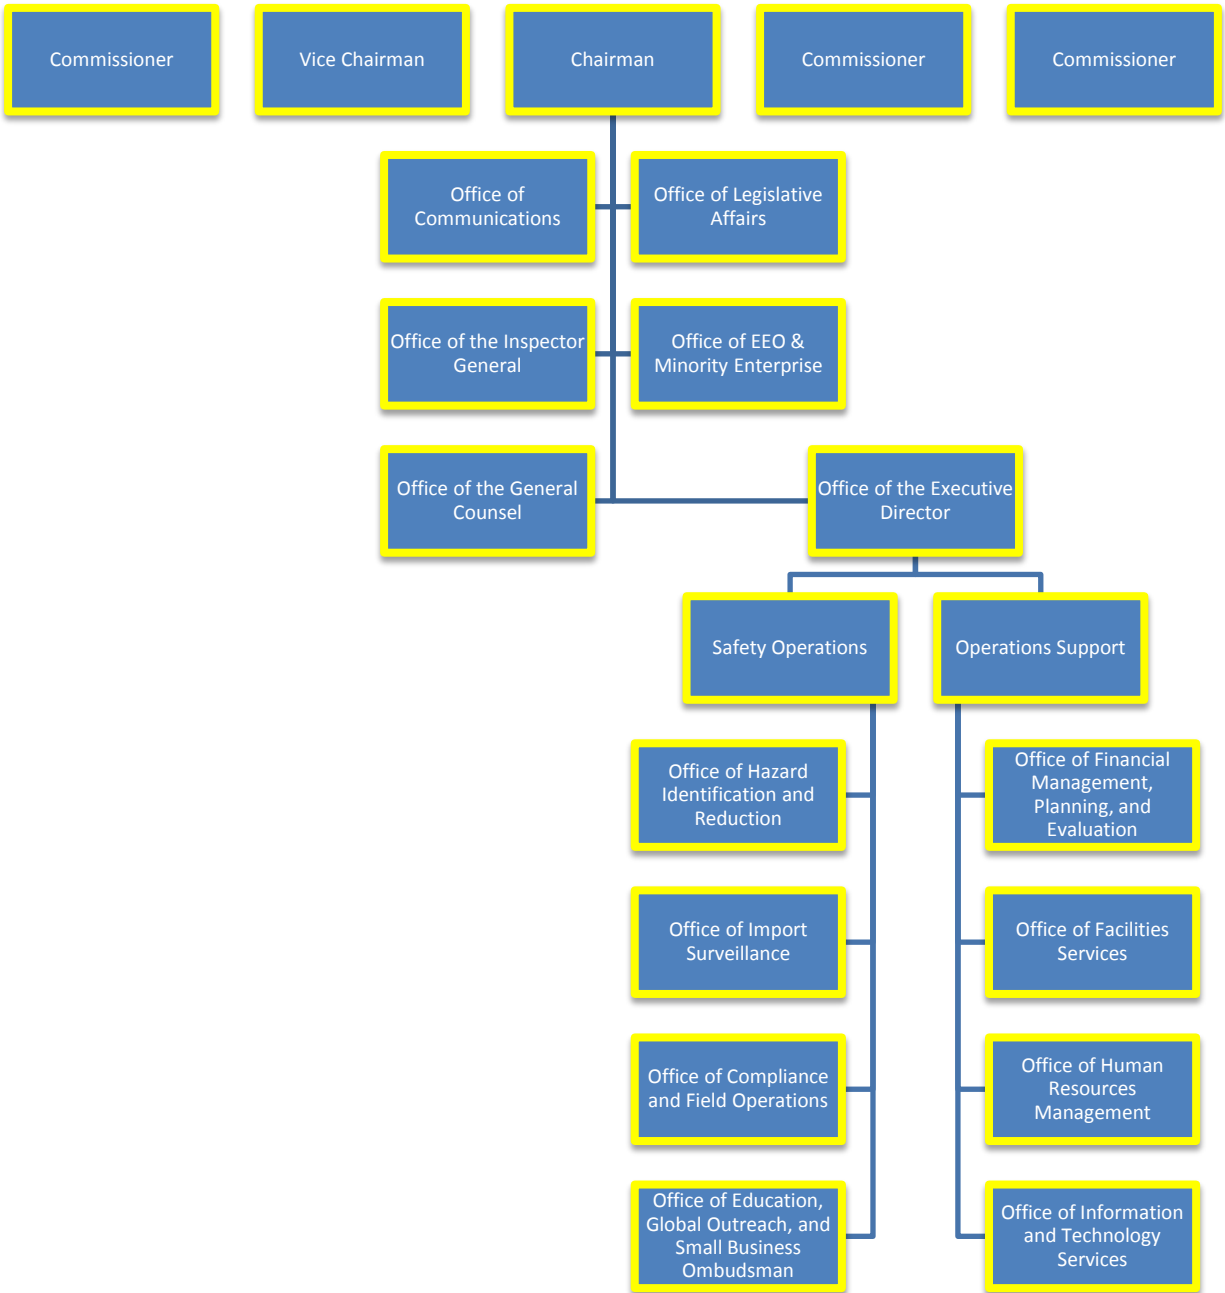 Commissioner
Vice Chairman
Chairman
Commissioner
Commissioner
Office of
Communications
Office of Legislative
Affairs
Office of the Inspector
General
Office of EEO &
Minority Enterprise
Office of the General
Counsel
Office of the Executive
Director
Safety Operations
Operations Support
Office of Hazard
Identification and
Reduction
Office of Financial
Management,
Planning, and
Evaluation
Office of Import
Surveillance
Office of Facilities
Services
Office of Compliance
and Field Operations
Office of Human
Resources
Management
Office of Education,
Global Outreach, and
Small Business
Ombudsman
Office of Information
and Technology
Services